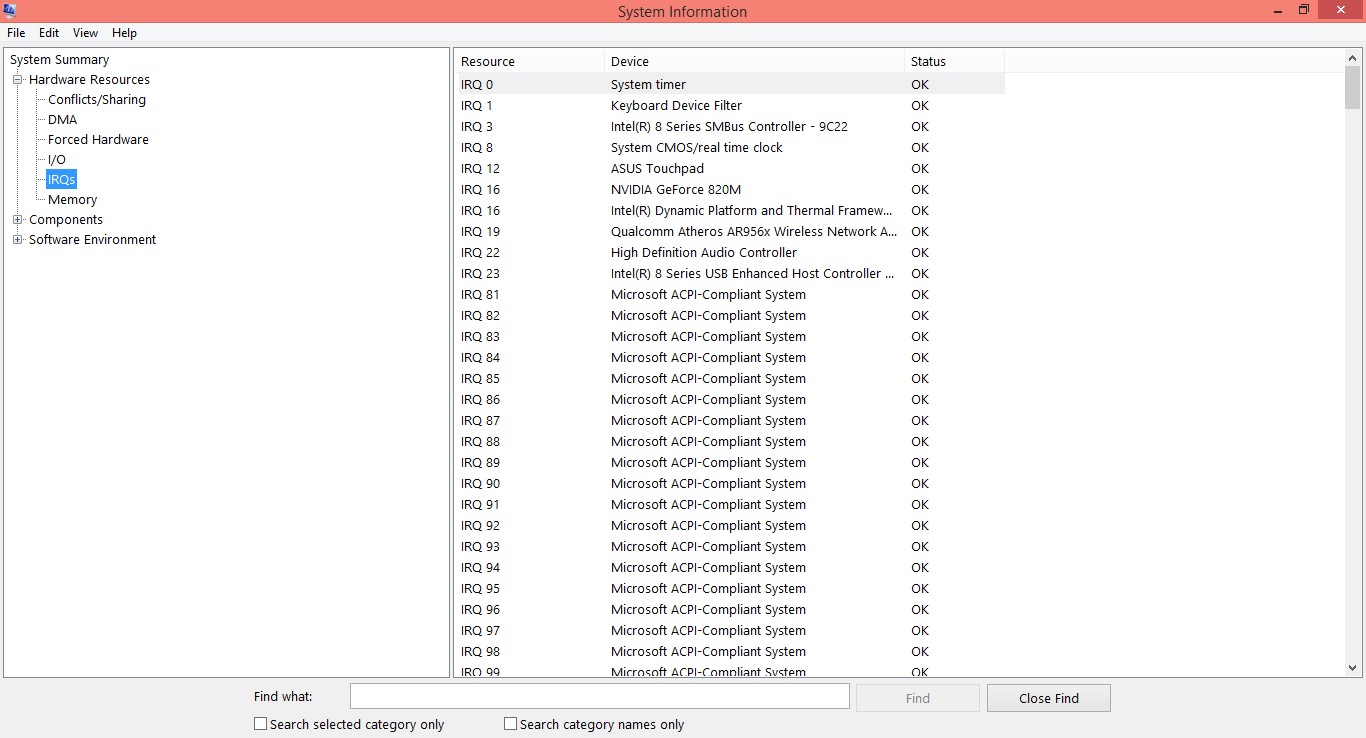 System Information
File Edit View Help
System Summary
Hardware Resources
Conflicts/Sharing
DMA
Forced Hardware
I/O
IRQs
Memory
Components
Software Environment
Resource Device Status
IRQ 0 System timer OK
IRQ 1 Keyboard Device Filter OK
IRQ 3 Intel(R) 8 Series SMBus Controller - 9C22 OK
IRQ 8 System CMOS/real time clock OK
IRQ 12 ASUS Touchpad OK
IRQ 16 NVIDIA GeForce 820M OK
IRQ 16 Intel(R) Dynamic Platform and Thermal Framew... OK
IRQ 19 Qualcomm Atheros AR956x Wireless Network A... OK
IRQ 22 High Definition Audio Controller OK
IRQ 23 Intel(R) 8 Series USB Enhanced Host Controller ... OK
IRQ 81 Microsoft ACPI-Compliant System OK
IRQ 82 Microsoft ACPI-Compliant System OK
IRQ 83 Microsoft ACPI-Compliant System OK
IRQ 84 Microsoft ACPI-Compliant System OK
IRQ 85 Microsoft ACPI-Compliant System OK
IRQ 86 Microsoft ACPI-Compliant System OK
IRQ 87 Microsoft ACPI-Compliant System OK
IRQ 88 Microsoft ACPI-Compliant System OK
IRQ 89 Microsoft ACPI-Compliant System OK
IRQ 90 Microsoft ACPI-Compliant System OK
IRQ 91 Microsoft ACPI-Compliant System OK
IRQ 92 Microsoft ACPI-Compliant System OK
IRQ 93 Microsoft ACPI-Compliant System OK
IRQ 94 Microsoft ACPI-Compliant System OK
IRQ 95 Microsoft ACPI-Compliant System OK
IRQ 96 Microsoft ACPI-Compliant System OK
IRQ 97 Microsoft ACPI-Compliant System OK
IRQ 98 Microsoft ACPI-Compliant System OK
IRQ 99 Microsoft ACPI-Compliant System OK
Find what: Find Close Find
Search selected category only Search category names only